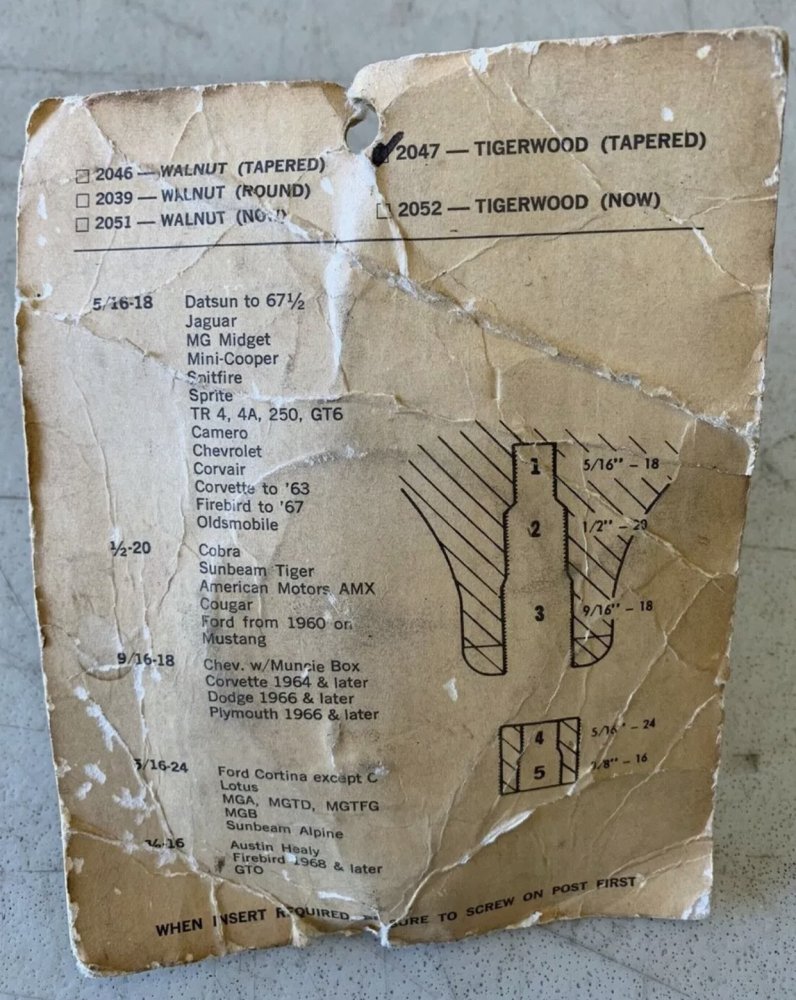 2046 — WALNUT (TAPERED)
2039 — WALNUT (ROUND)
2051 — WALNUT
2047 — TIGERWOOD (TAPERED)
2052 — TIGERWOOD (NOW)
5/16-18
Datsun to 67½
Jaguar
MG Midget
Mini-Cooper
Spitfire
Sprite
TR 4, 4A, 250, GT6
Camero
Chevrolet
Corvair
Corvette to '63
Firebird to '67
Oldsmobile
½-20
Cobra
Sunbeam Tiger
American Motors AMX
Cougar
Ford from 1960 on
Mustang
9/16-18
Chev. w/Muncie Box
Corvette 1964 & later
Dodge 1966 & later
Plymouth 1966 & later
Ford Cortina except C
Lotus
MGA, MGTD, MGTFG
MGB
Sunbeam Alpine
Austin Healy
Firebird 1968 & later
GTO
1 5/16" - 18
2 1/2" - 20
3 9/16" - 18
4 5/16" - 24
5 - 16
WHEN INSERT REQUIRED SURE TO SCREW ON POST FIRST